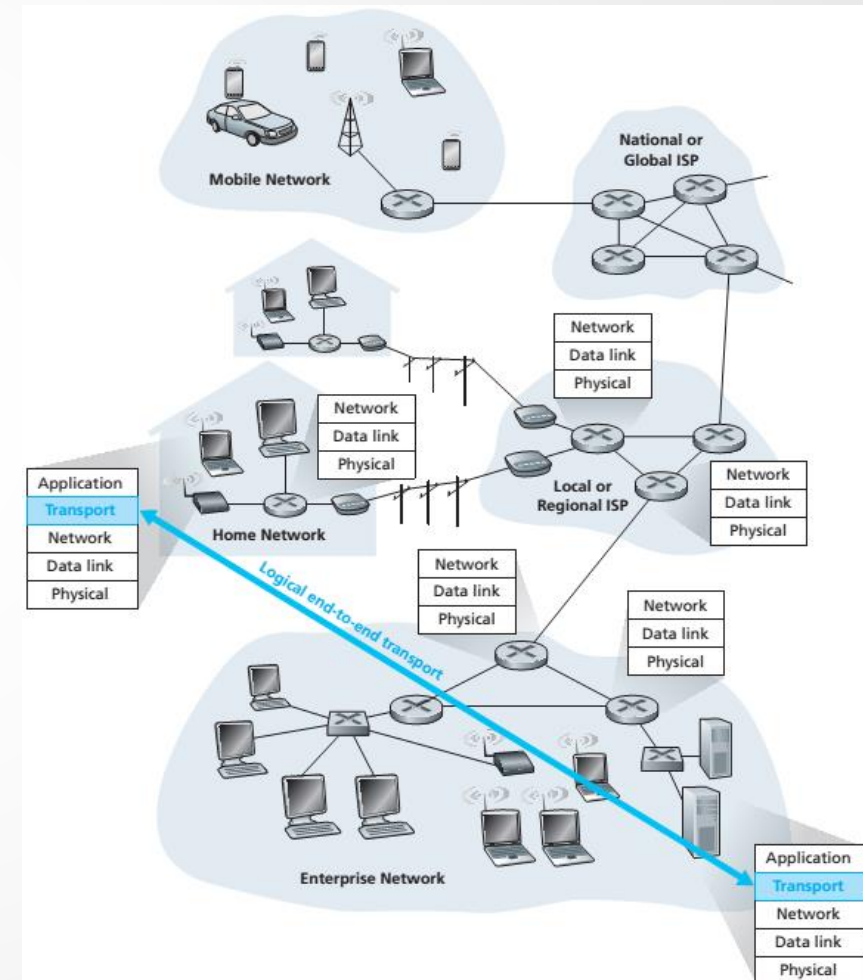 National or
Global ISP
Mobile Network
Network
Data link
Physical
Network
Data link
Physical
Application
Transport
Network
Data link
Physical
Home Network
Local or
Regional ISP
Network
Data link
Physical
Logical end-to-end transport
Network
Data link
Physical
Network
Data link
Physical
Enterprise Network
Application
Transport
Network
Data link
Physical